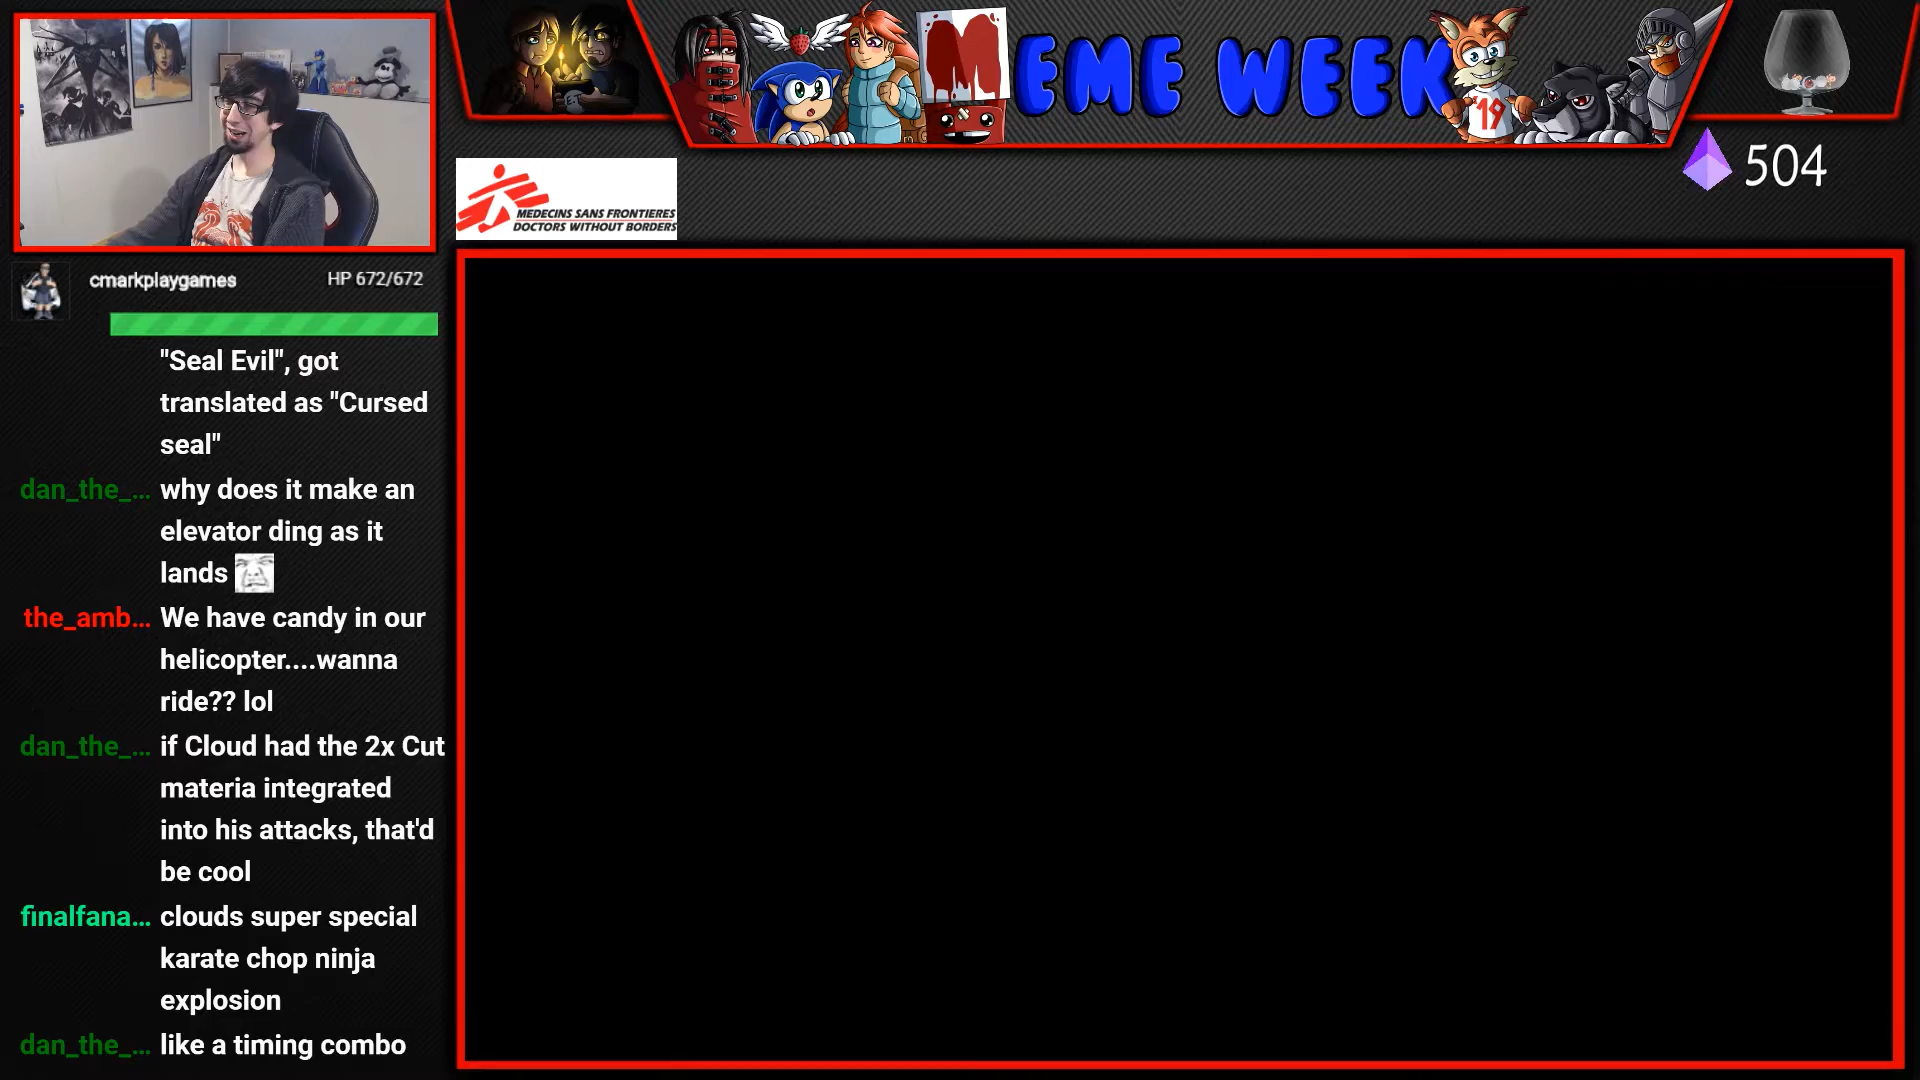 MEME WEEK
19
504
MEDECINS SANS FRONTIERES
DOCTORS WITHOUT BORDERS
cmarkplaygames HP 672/672
"Seal Evil", got
translated as "Cursed
seal"
dan_the_... why does it make an
elevator ding as it
lands
the_amb... We have candy in our
helicopter....wanna
ride?? lol
dan_the_... if Cloud had the 2x Cut
materia integrated
into his attacks, that'd
be cool
finalfana... clouds super special
karate chop ninja
explosion
dan_the_... like a timing combo